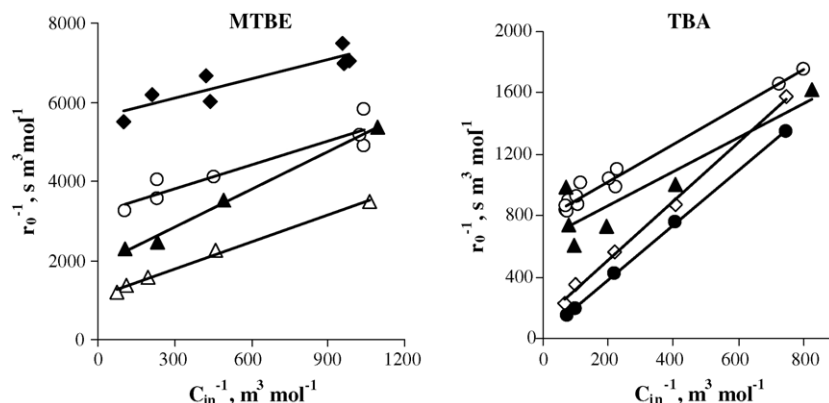 MTBE
8000
6000
4000
2000
0
r₀⁻¹, s m³ mol⁻¹
0 300 600 900 1200
C_in⁻¹, m³ mol⁻¹
TBA
2000
1600
1200
800
400
0
r₀⁻¹, s m³ mol⁻¹
0 200 400 600 800
C_in⁻¹, m³ mol⁻¹